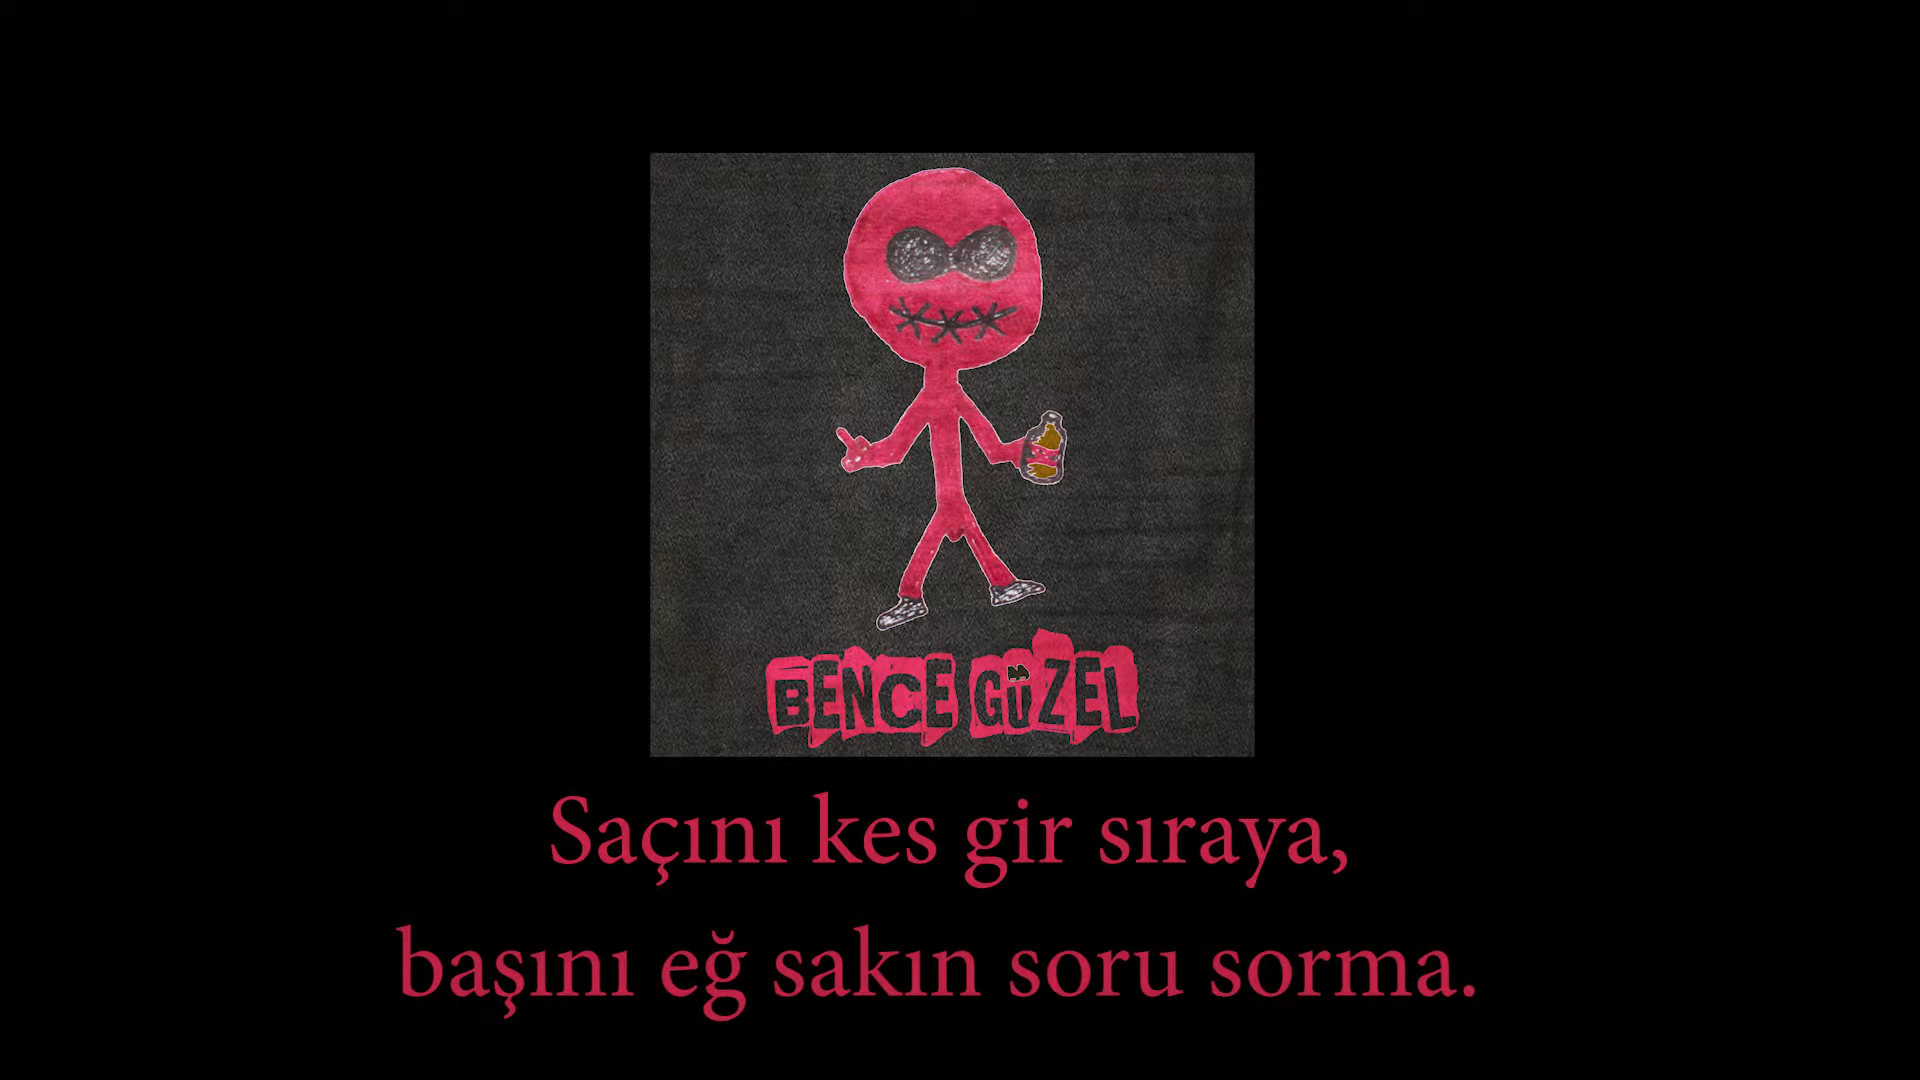 BENCE GÜZEL
Saçını kes gir sıraya,
başını eğ sakın soru sorma.